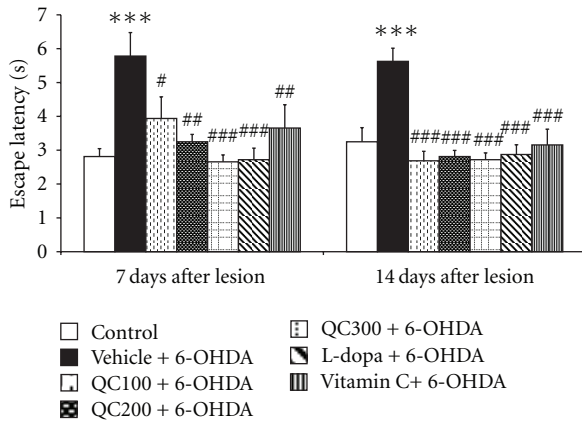 Escape latency (s)
7
6
5
4
3
2
1
0
***
#
##
###
###
##
***
###
###
###
###
###
7 days after lesion
14 days after lesion
Control
Vehicle + 6-OHDA
QC100 + 6-OHDA
QC200 + 6-OHDA
QC300 + 6-OHDA
L-dopa + 6-OHDA
Vitamin C+ 6-OHDA